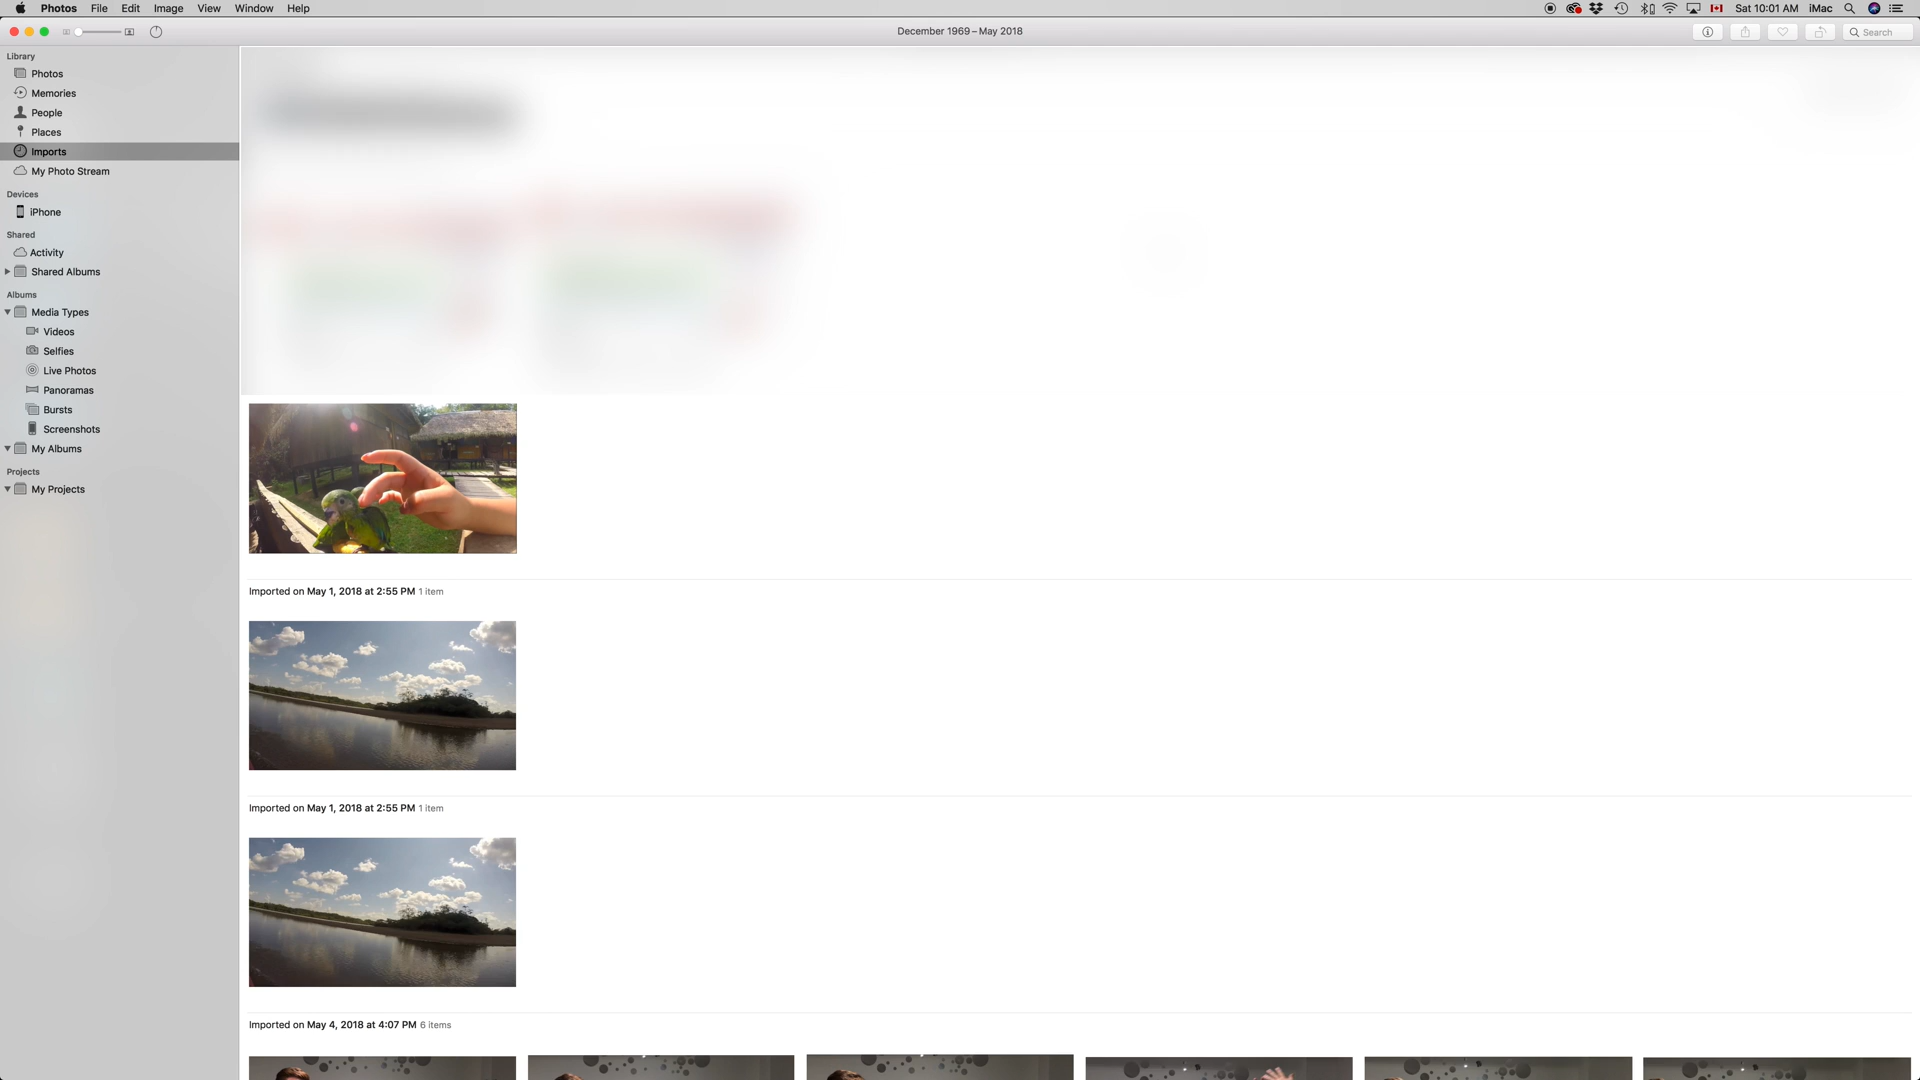 Photos File Edit Image View Window Help
Sat 10:01 AM iMac
December 1969 – May 2018
Search
Library
Photos
Memories
People
Places
Imports
My Photo Stream
Devices
iPhone
Shared
Activity
Shared Albums
Albums
Media Types
Videos
Selfies
Live Photos
Panoramas
Bursts
Screenshots
My Albums
Projects
My Projects
Imported on May 1, 2018 at 2:55 PM 1 item
Imported on May 1, 2018 at 2:55 PM 1 item
Imported on May 4, 2018 at 4:07 PM 6 items